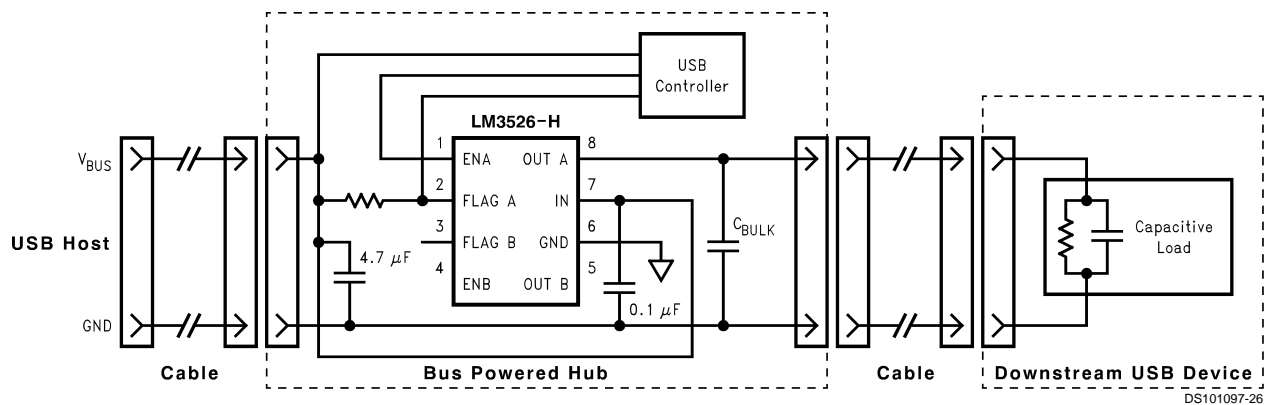 USB
Controller
LM3526-H
1
ENA
OUT A
8
2
FLAG A
IN
7
3
FLAG B
GND
6
4
ENB
OUT B
5
VBUS
USB Host
GND
4.7 µF
0.1 µF
CBULK
Capacitive
Load
Cable
Bus Powered Hub
Cable
Downstream USB Device
DS101097-26